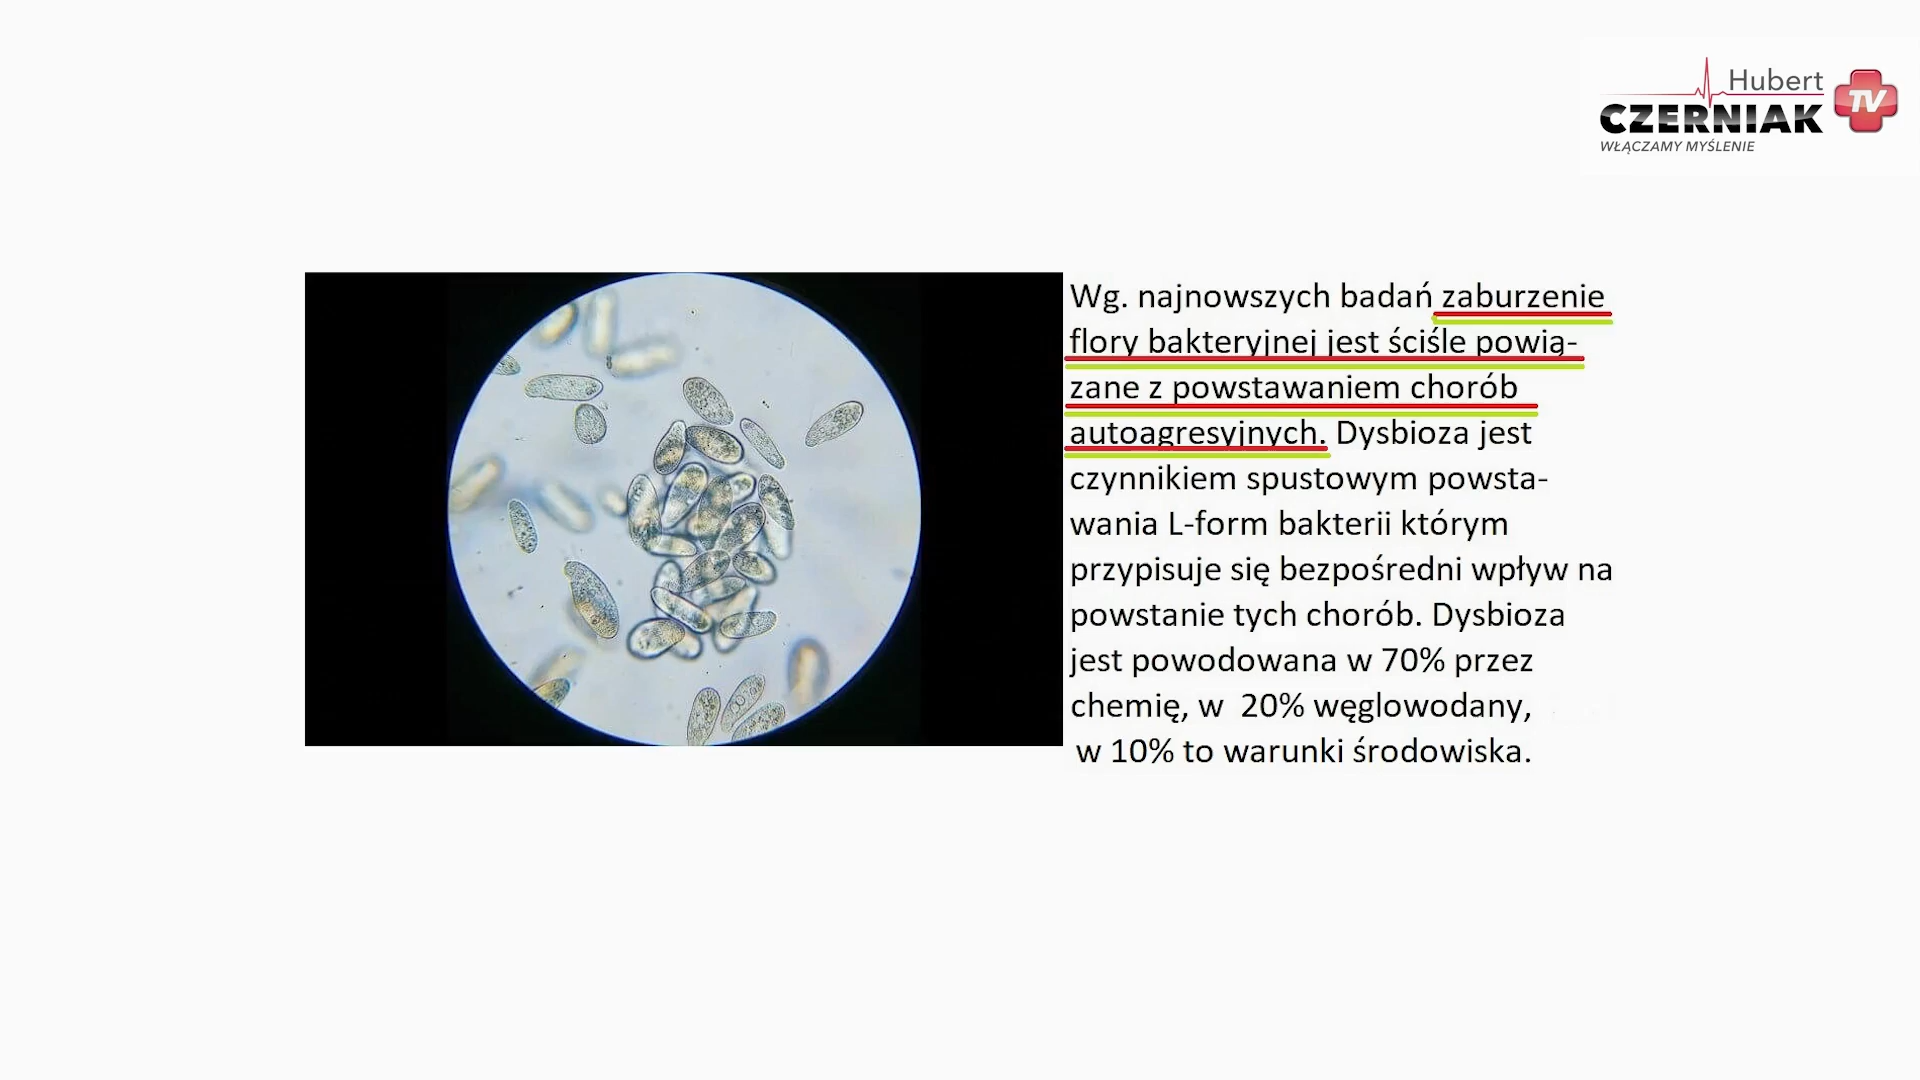 Hubert
CZERNIAK TV
WŁĄCZAMY MYŚLENIE
Wg. najnowszych badań zaburzenie
flory bakteryjnej jest ściśle powią-
zane z powstawaniem chorób
autoagresyjnych. Dysbioza jest
czynnikiem spustowym powsta-
wania L-form bakterii którym
przypisuje się bezpośredni wpływ na
powstanie tych chorób. Dysbioza
jest powodowana w 70% przez
chemię, w 20% węglowodany,
w 10% to warunki środowiska.